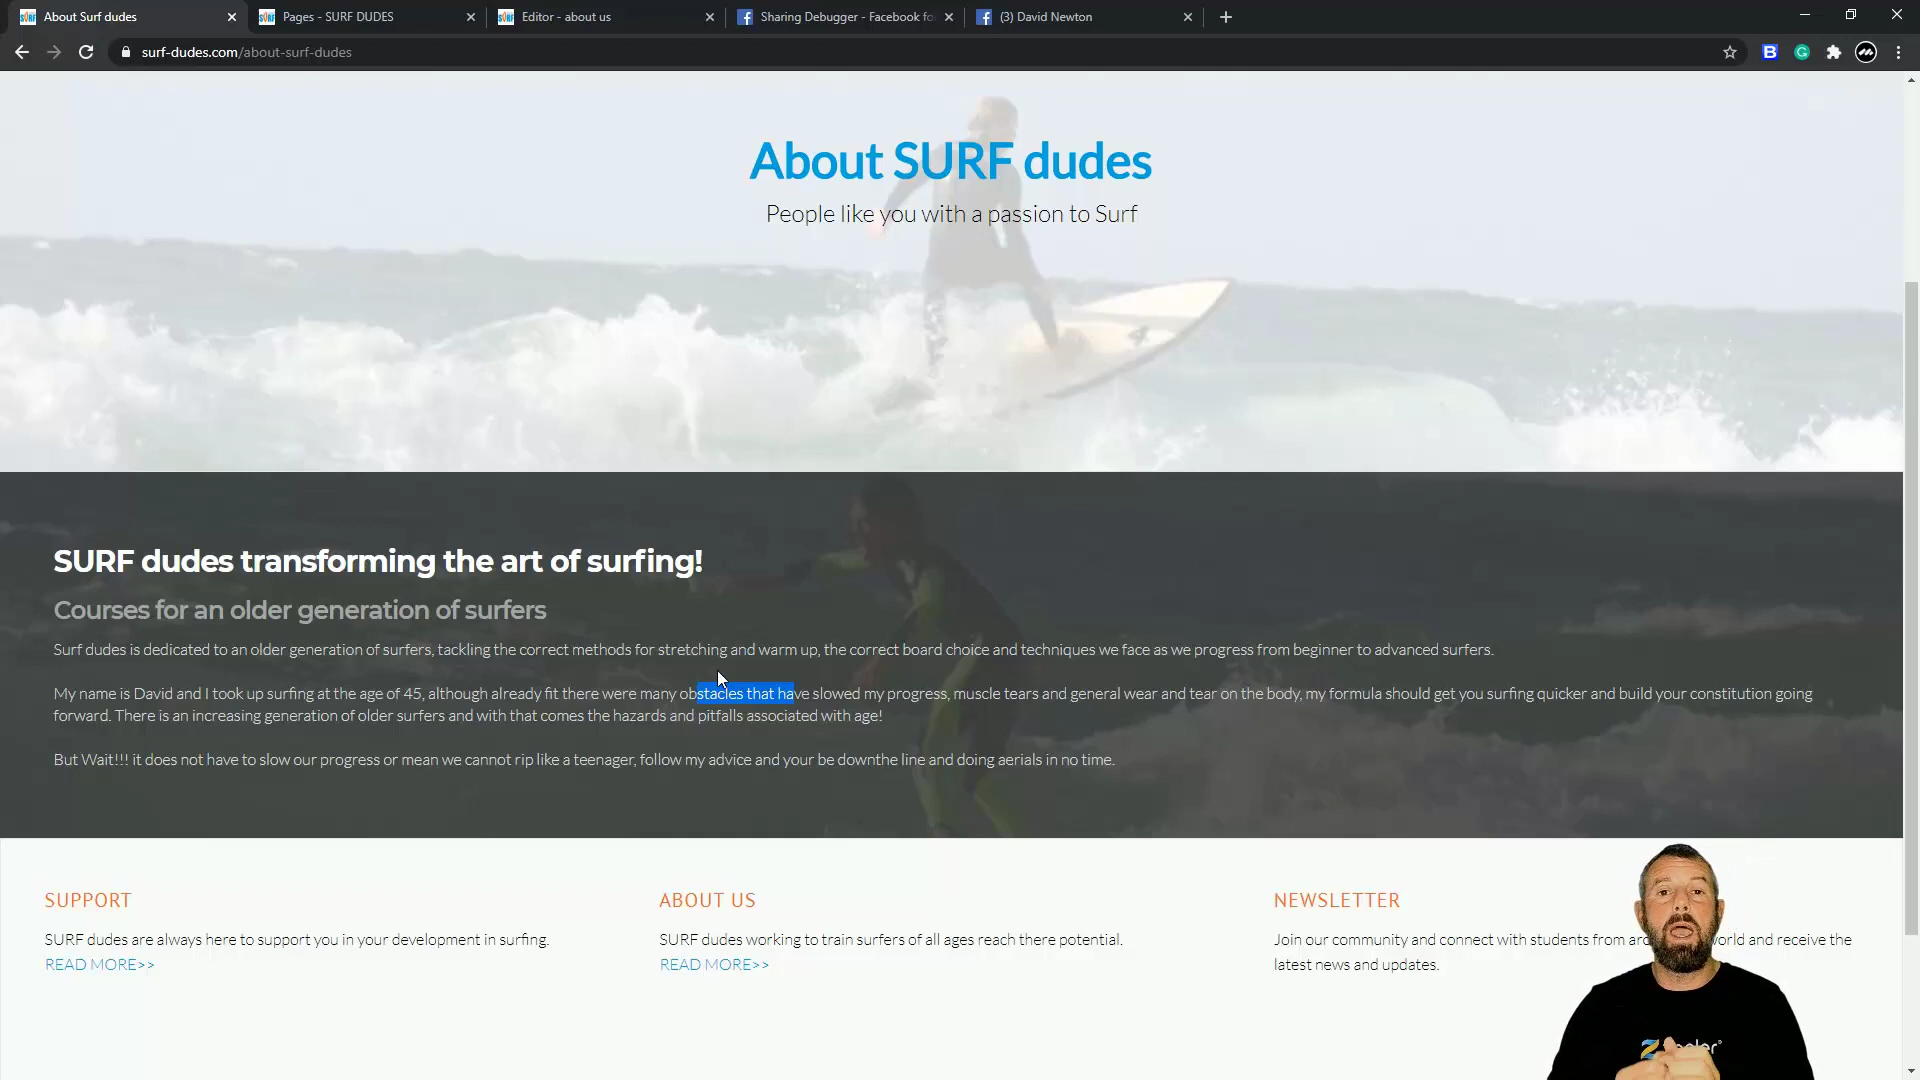 About Surf dudes
Pages - SURF DUDES
Editor - about us
Sharing Debugger - Facebook fo
(3) David Newton
surf-dudes.com/about-surf-dudes
About SURF dudes
People like you with a passion to Surf
SURF dudes transforming the art of surfing!
Courses for an older generation of surfers
Surf dudes is dedicated to an older generation of surfers, tackling the correct methods for stretching and warm up, the correct board choice and techniques we face as we progress from beginner to advanced surfers.
My name is David and I took up surfing at the age of 45, although already fit there were many obstacles that have slowed my progress, muscle tears and general wear and tear on the body, my formula should get you surfing quicker and build your constitution going
forward. There is an increasing generation of older surfers and with that comes the hazards and pitfalls associated with age!
But Wait!!! it does not have to slow our progress or mean we cannot rip like a teenager, follow my advice and your be downthe line and doing aerials in no time.
SUPPORT
SURF dudes are always here to support you in your development in surfing.
READ MORE>>
ABOUT US
SURF dudes working to train surfers of all ages reach there potential.
READ MORE>>
NEWSLETTER
Join our community and connect with students from world and receive the
latest news and updates.